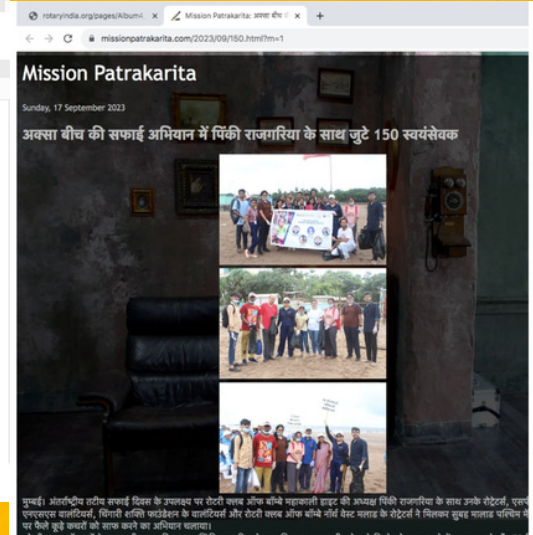 rotaryindia.org/pages/Album
Mission Patrakarita: अक्सा बीच
missionpatrakarita.com/2023/09/150.html?m=1
Mission Patrakarita
Sunday, 17 September 2023
अक्सा बीच की सफाई अभियान में पिंकी राजगरिया के साथ जुटे 150 स्वयंसेवक
मुम्बई। अंतर्राष्ट्रीय तटीय सफाई दिवस के उपलक्ष्य पर रोटरी क्लब ऑफ बॉम्बे महाकाली हाइट की अध्यक्ष पिंकी राजगरिया के साथ उनके रोट्रेटर्स, एसपी
एनएसएस वालंटियर्स, चिंगारी शक्ति फाउंडेशन के वालंटियर्स और रोटरी क्लब ऑफ बॉम्बे नॉर्थ वेस्ट मलाड के रोट्रेटर्स ने मिलकर सुबह मालाड पश्चिम में
पर फैले कूड़े कचरों को साफ करने का अभियान चलाया।